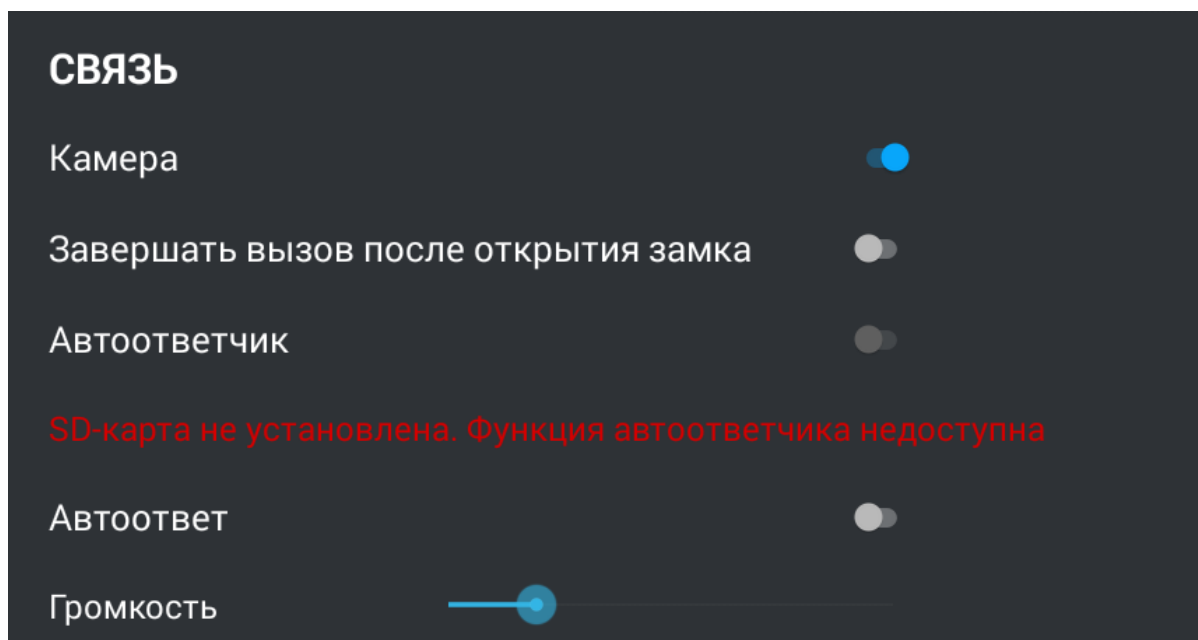 СВЯЗЬ
Камера
Завершать вызов после открытия замка
Автоответчик
SD-карта не установлена. Функция автоответчика недоступна
Автоответ
Громкость